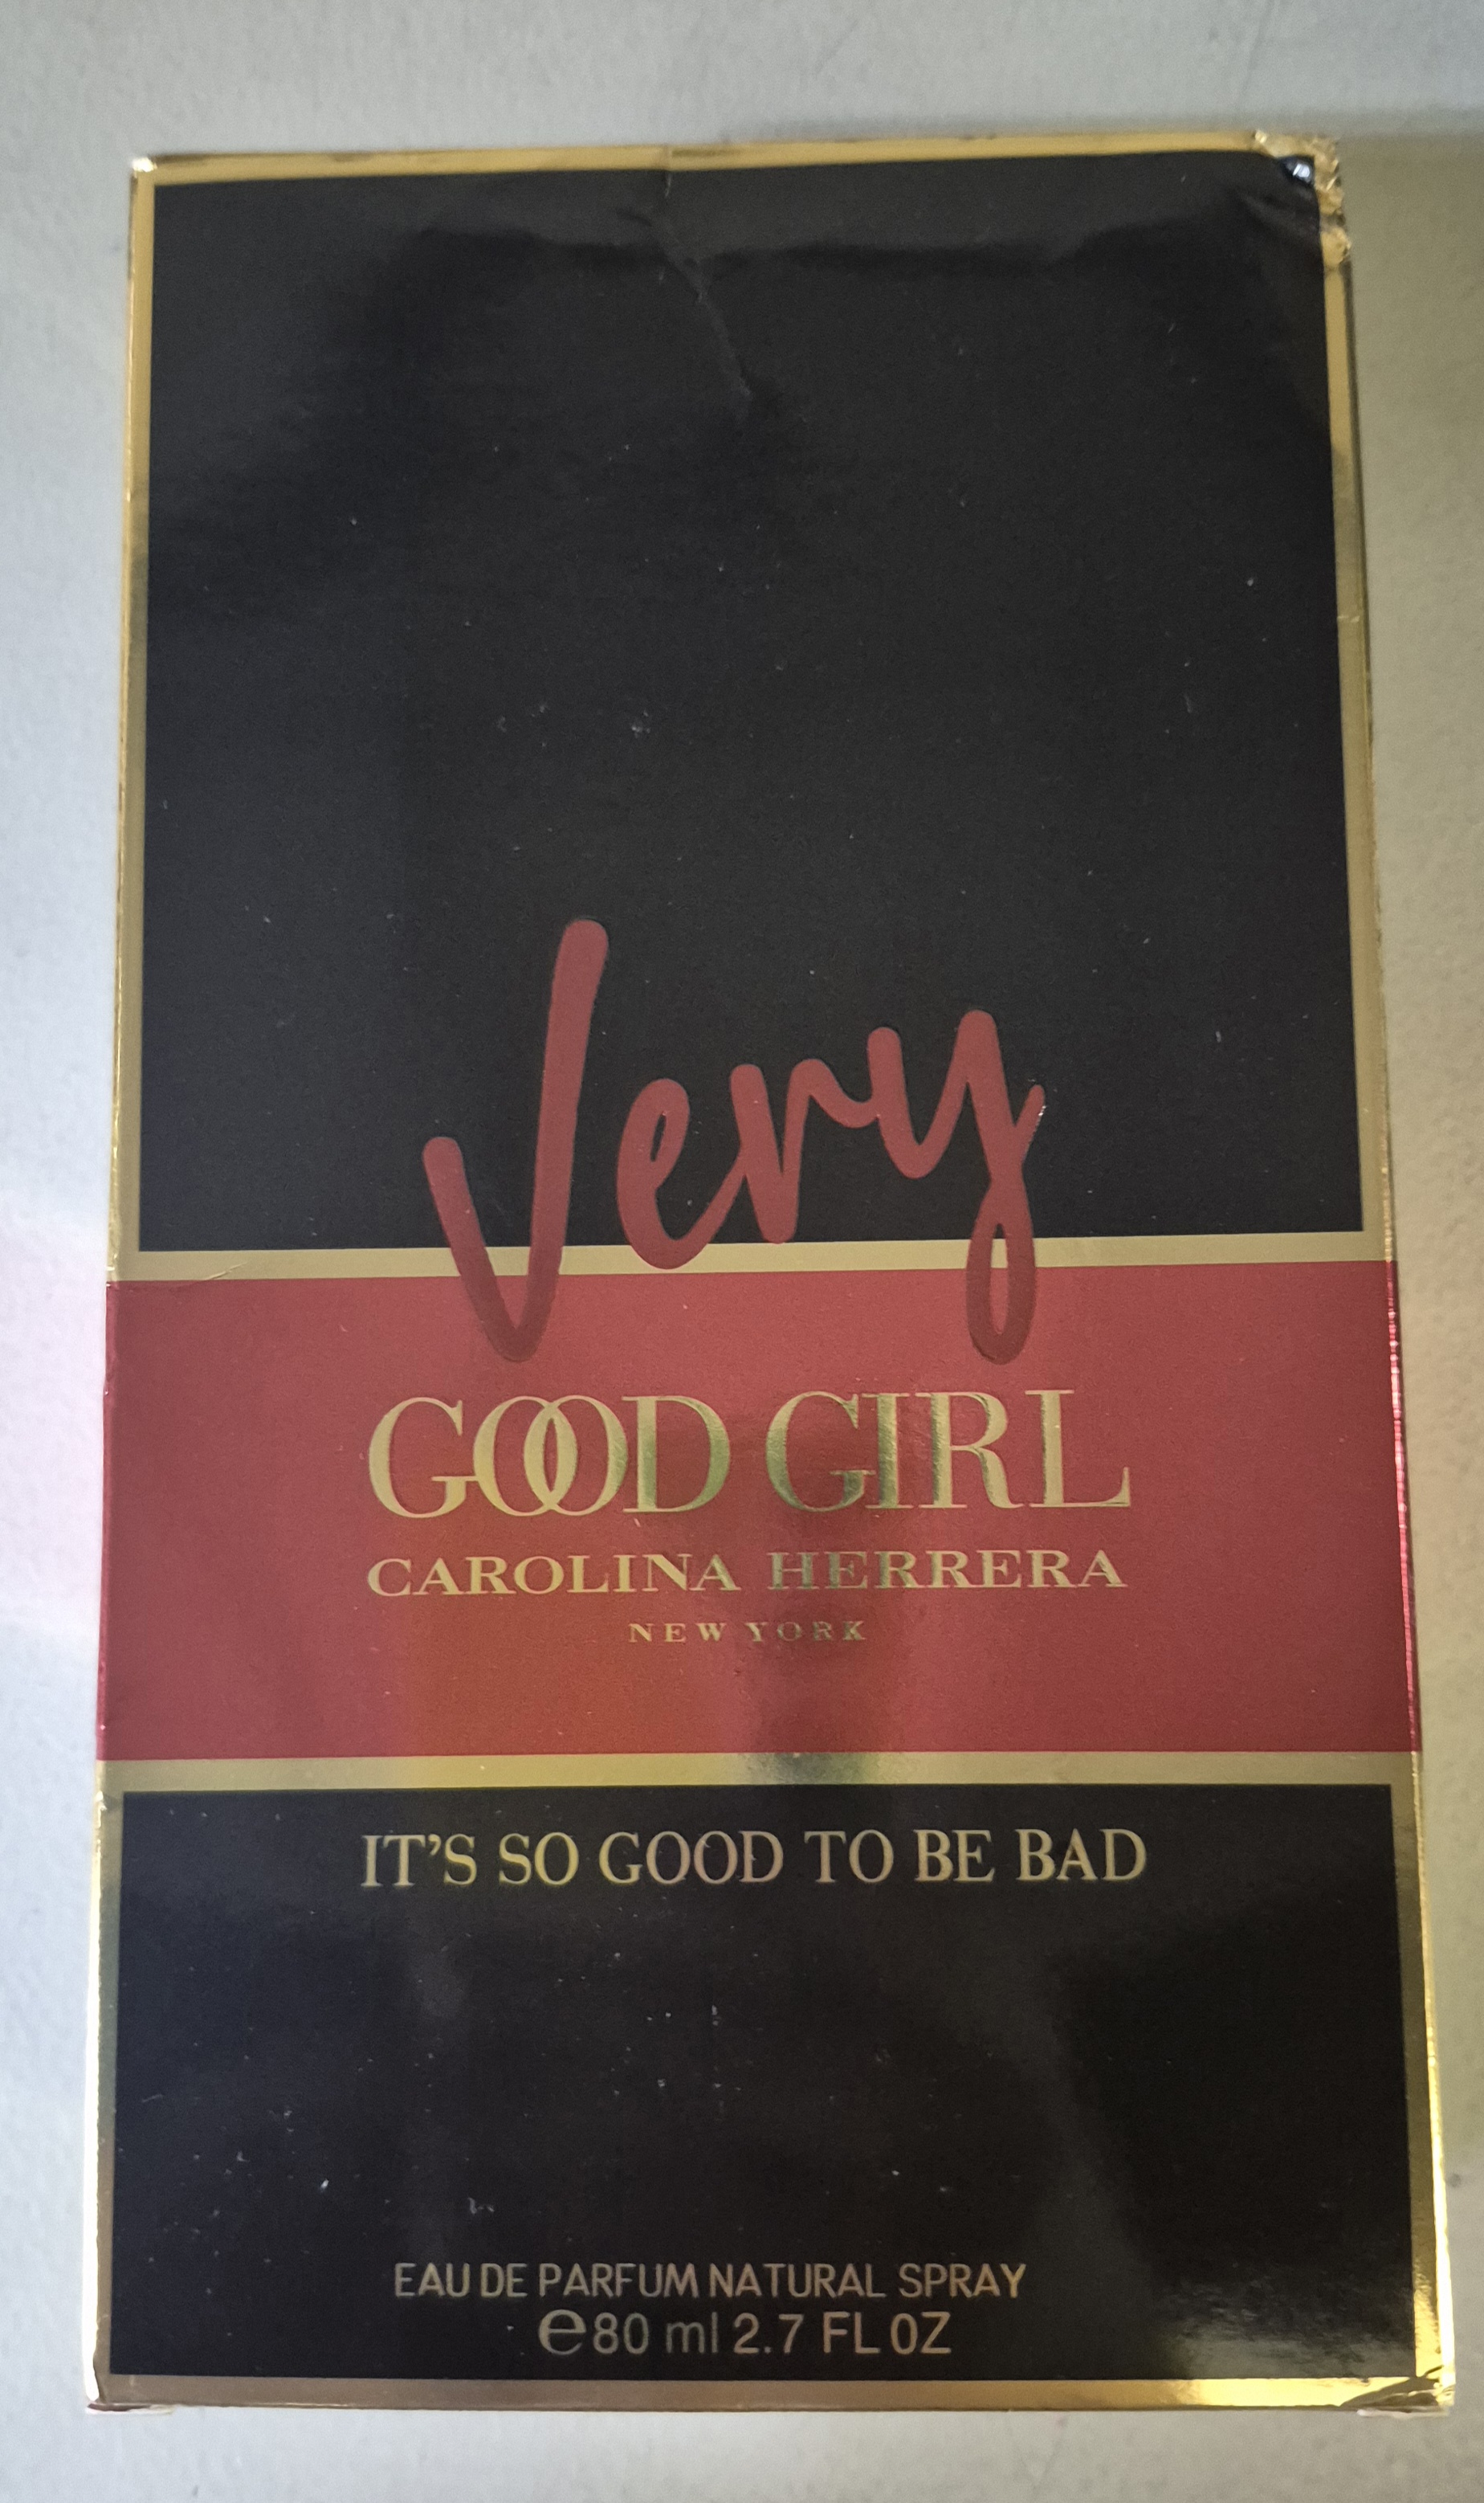 Very
GOOD GIRL
CAROLINA HERRERA
NEW YORK
IT'S SO GOOD TO BE BAD
EAU DE PARFUM NATURAL SPRAY
℮80 ml 2.7 FL OZ